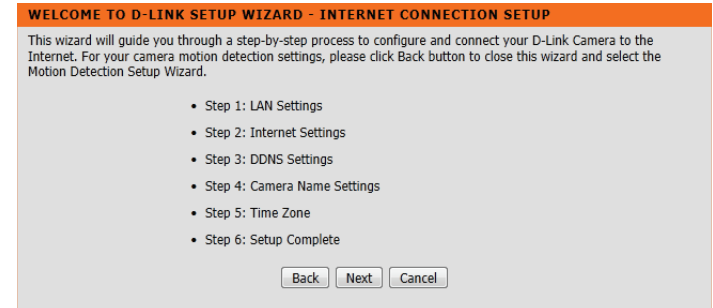 WELCOME TO D-LINK SETUP WIZARD - INTERNET CONNECTION SETUP
This wizard will guide you through a step-by-step process to configure and connect your D-Link Camera to the
Internet. For your camera motion detection settings, please click Back button to close this wizard and select the
Motion Detection Setup Wizard.
• Step 1: LAN Settings
• Step 2: Internet Settings
• Step 3: DDNS Settings
• Step 4: Camera Name Settings
• Step 5: Time Zone
• Step 6: Setup Complete
Back Next Cancel